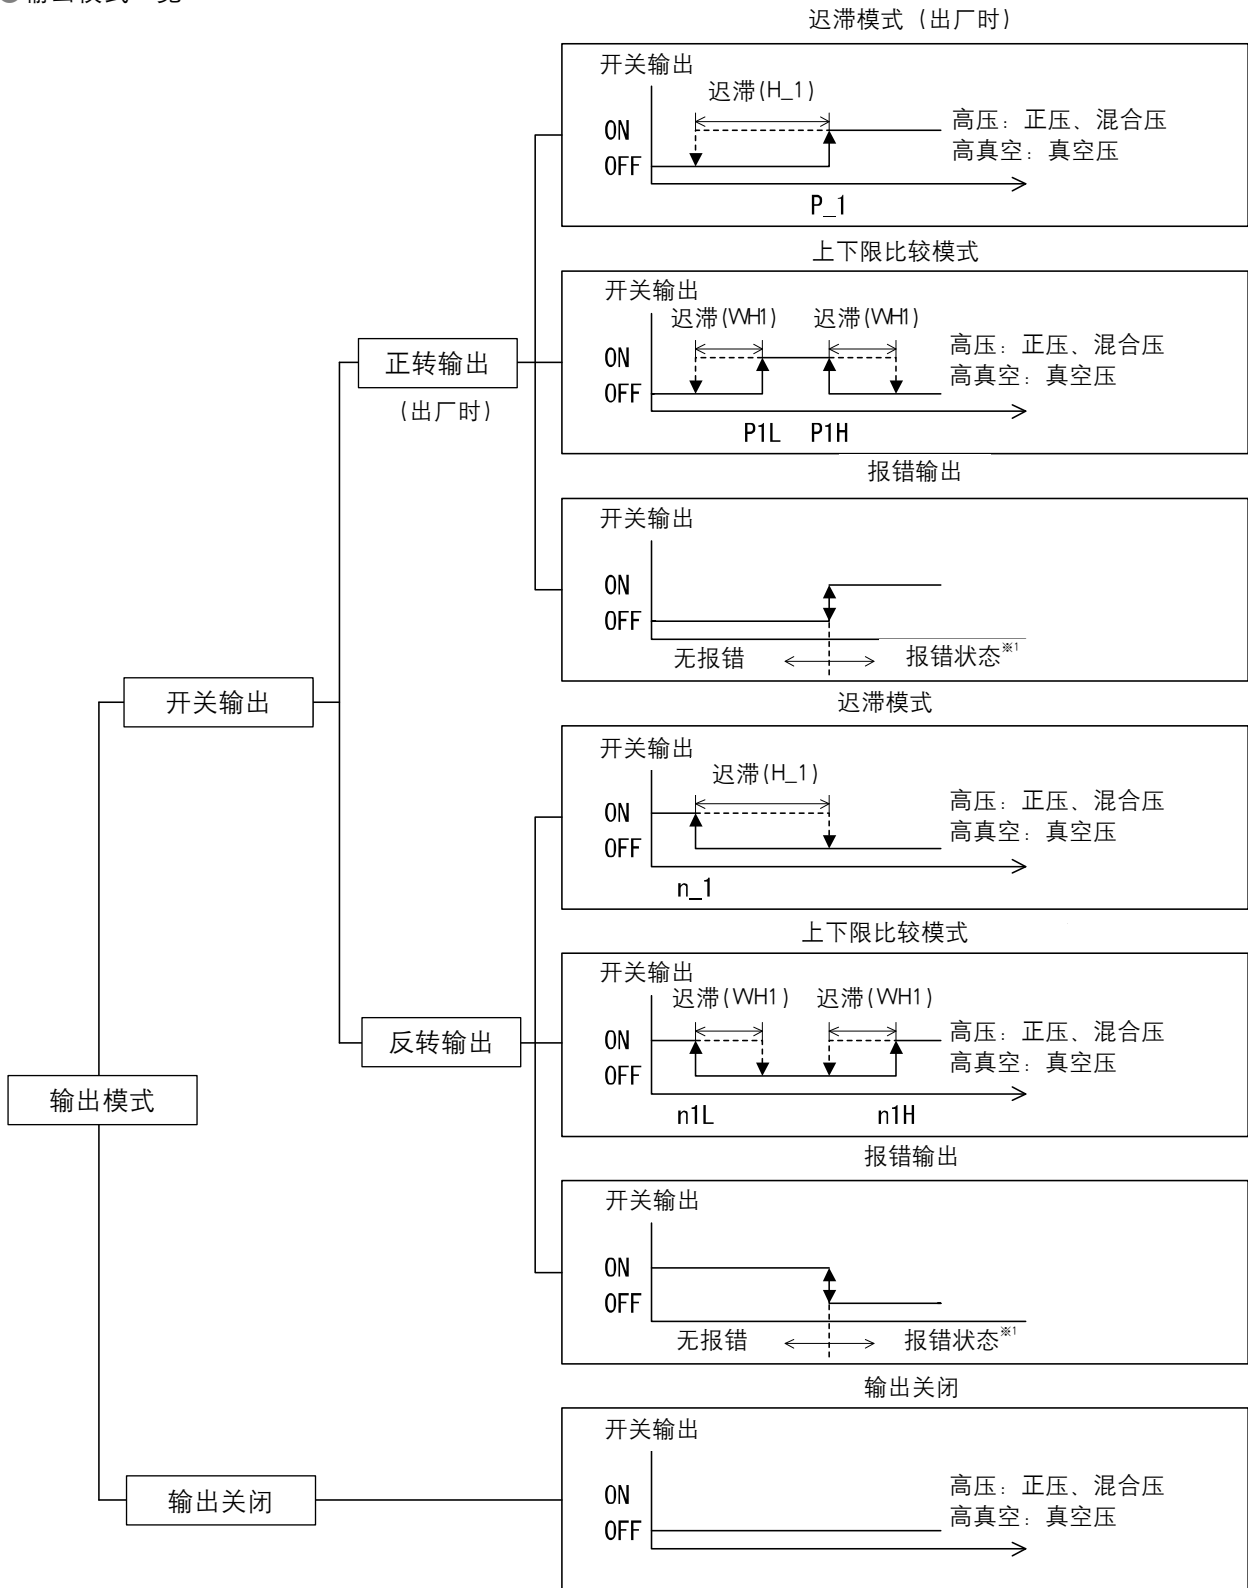 迟滞模式（出厂时）
开关输出
迟滞(H_1)
ON
OFF
高压：正压、混合压
高真空：真空压
P_1
上下限比较模式
开关输出
迟滞(WH1) 迟滞(WH1)
ON
OFF
高压：正压、混合压
高真空：真空压
P1L P1H
正转输出
（出厂时）
报错输出
开关输出
ON
OFF
无报错 报错状态※1
开关输出
迟滞模式
开关输出
迟滞(H_1)
ON
OFF
高压：正压、混合压
高真空：真空压
n_1
上下限比较模式
开关输出
迟滞(WH1) 迟滞(WH1)
ON
OFF
高压：正压、混合压
高真空：真空压
n1L n1H
反转输出
输出模式
报错输出
开关输出
ON
OFF
无报错 报错状态※1
输出关闭
开关输出
ON
OFF
高压：正压、混合压
高真空：真空压
输出关闭